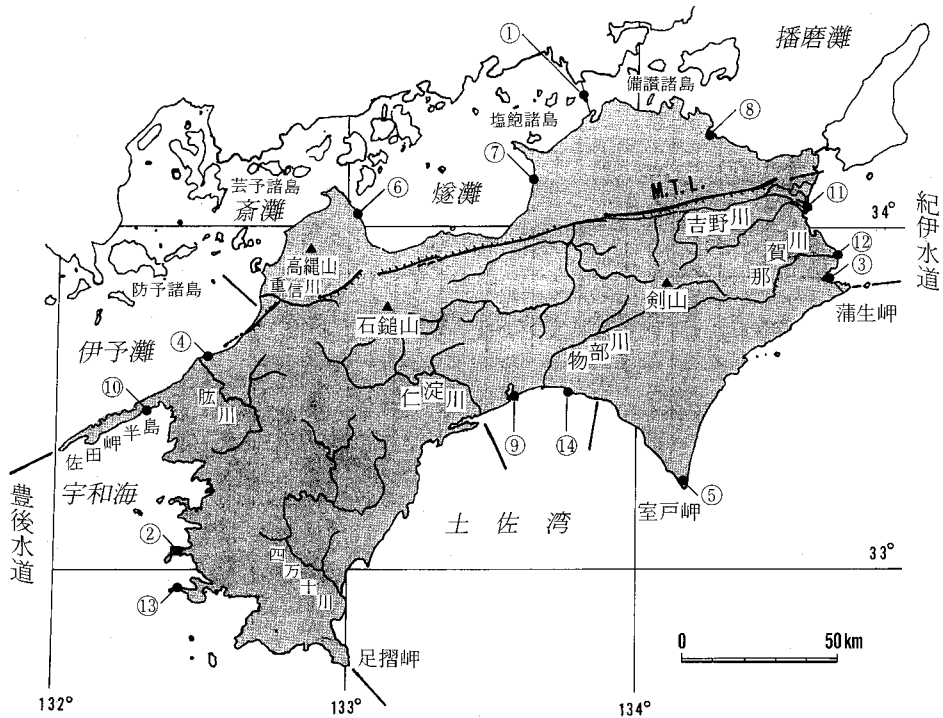 ①
播磨灘
備讃諸島
塩飽諸島
⑧
⑦
芸予諸島
斎灘
⑥
燧灘
M.T.L.
⑪
紀伊水道
34°
吉野川
高縄山
重信川
那賀川
⑫
③
防予諸島
剣山
石鎚山
蒲生岬
伊予灘
④
物部川
⑩
肱川
仁淀川
佐田岬半島
⑨
⑭
宇和海
⑤
室戸岬
豊後水道
土佐湾
②
33°
四万十川
⑬
足摺岬
0 50km
132°
133°
134°